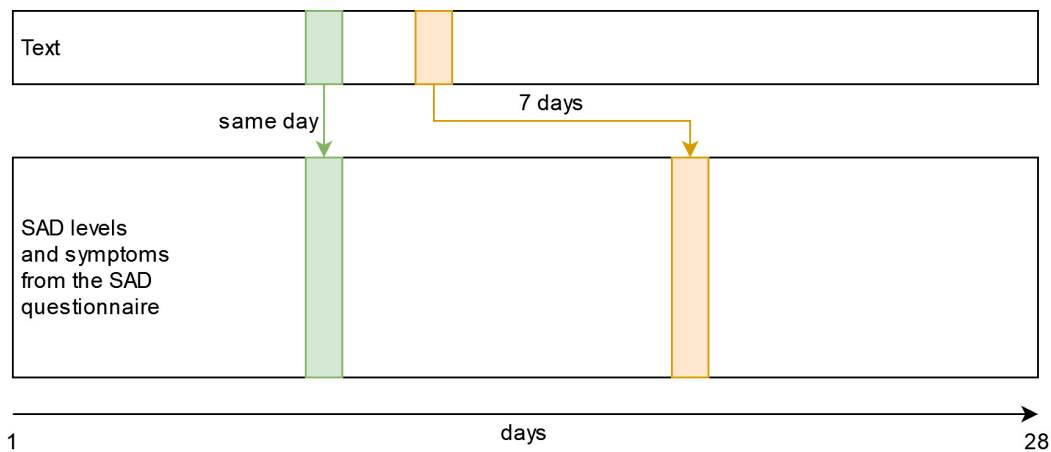 Text
7 days
same day
SAD levels
and symptoms
from the SAD
questionnaire
days
1
28